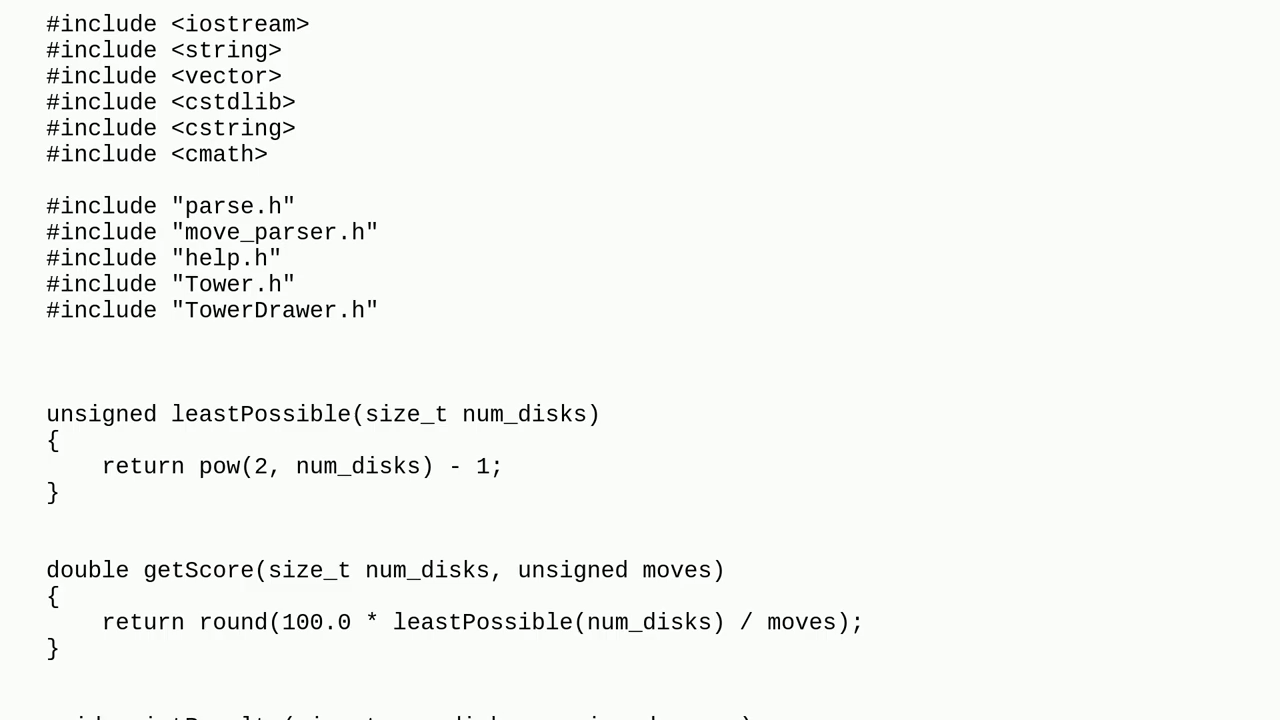 #include <iostream>
#include <string>
#include <vector>
#include <cstdlib>
#include <cstring>
#include <cmath>
#include "parse.h"
#include "move_parser.h"
#include "help.h"
#include "Tower.h"
#include "TowerDrawer.h"
unsigned leastPossible(size_t num_disks)
{
    return pow(2, num_disks) - 1;
}
double getScore(size_t num_disks, unsigned moves)
{
    return round(100.0 * leastPossible(num_disks) / moves);
}